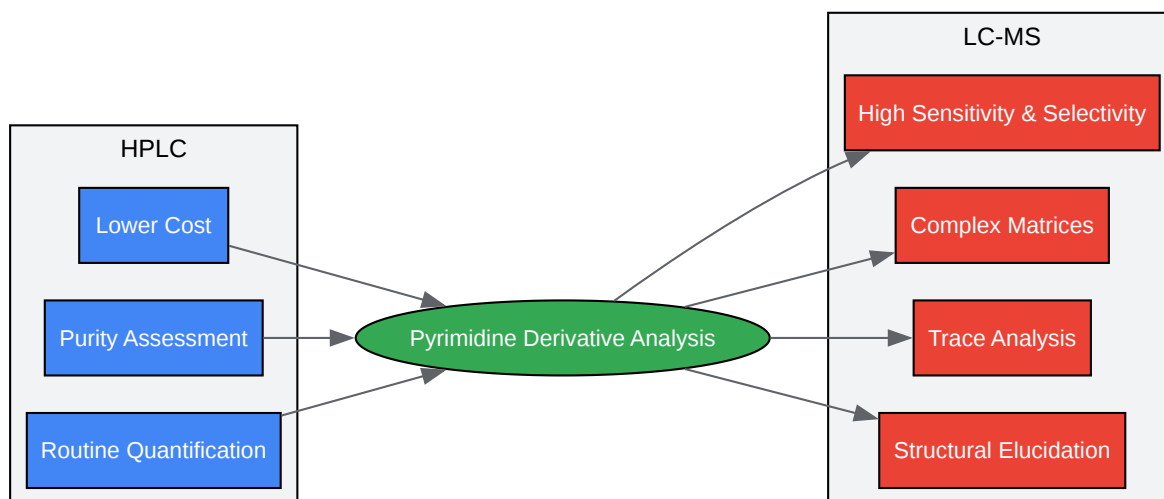 HPLC
Lower Cost
Purity Assessment
Routine Quantification
Pyrimidine Derivative Analysis
LC-MS
High Sensitivity & Selectivity
Complex Matrices
Trace Analysis
Structural Elucidation